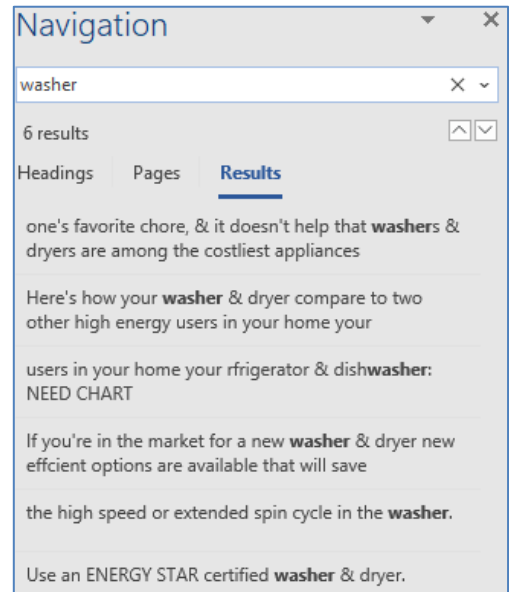 Navigation
washer
6 results
Headings Pages Results
one's favorite chore, & it doesn't help that washers &
dryers are among the costliest appliances
Here's how your washer & dryer compare to two
other high energy users in your home your
users in your home your rfrigerator & dishwasher:
NEED CHART
If you're in the market for a new washer & dryer new
effcient options are available that will save
the high speed or extended spin cycle in the washer.
Use an ENERGY STAR certified washer & dryer.